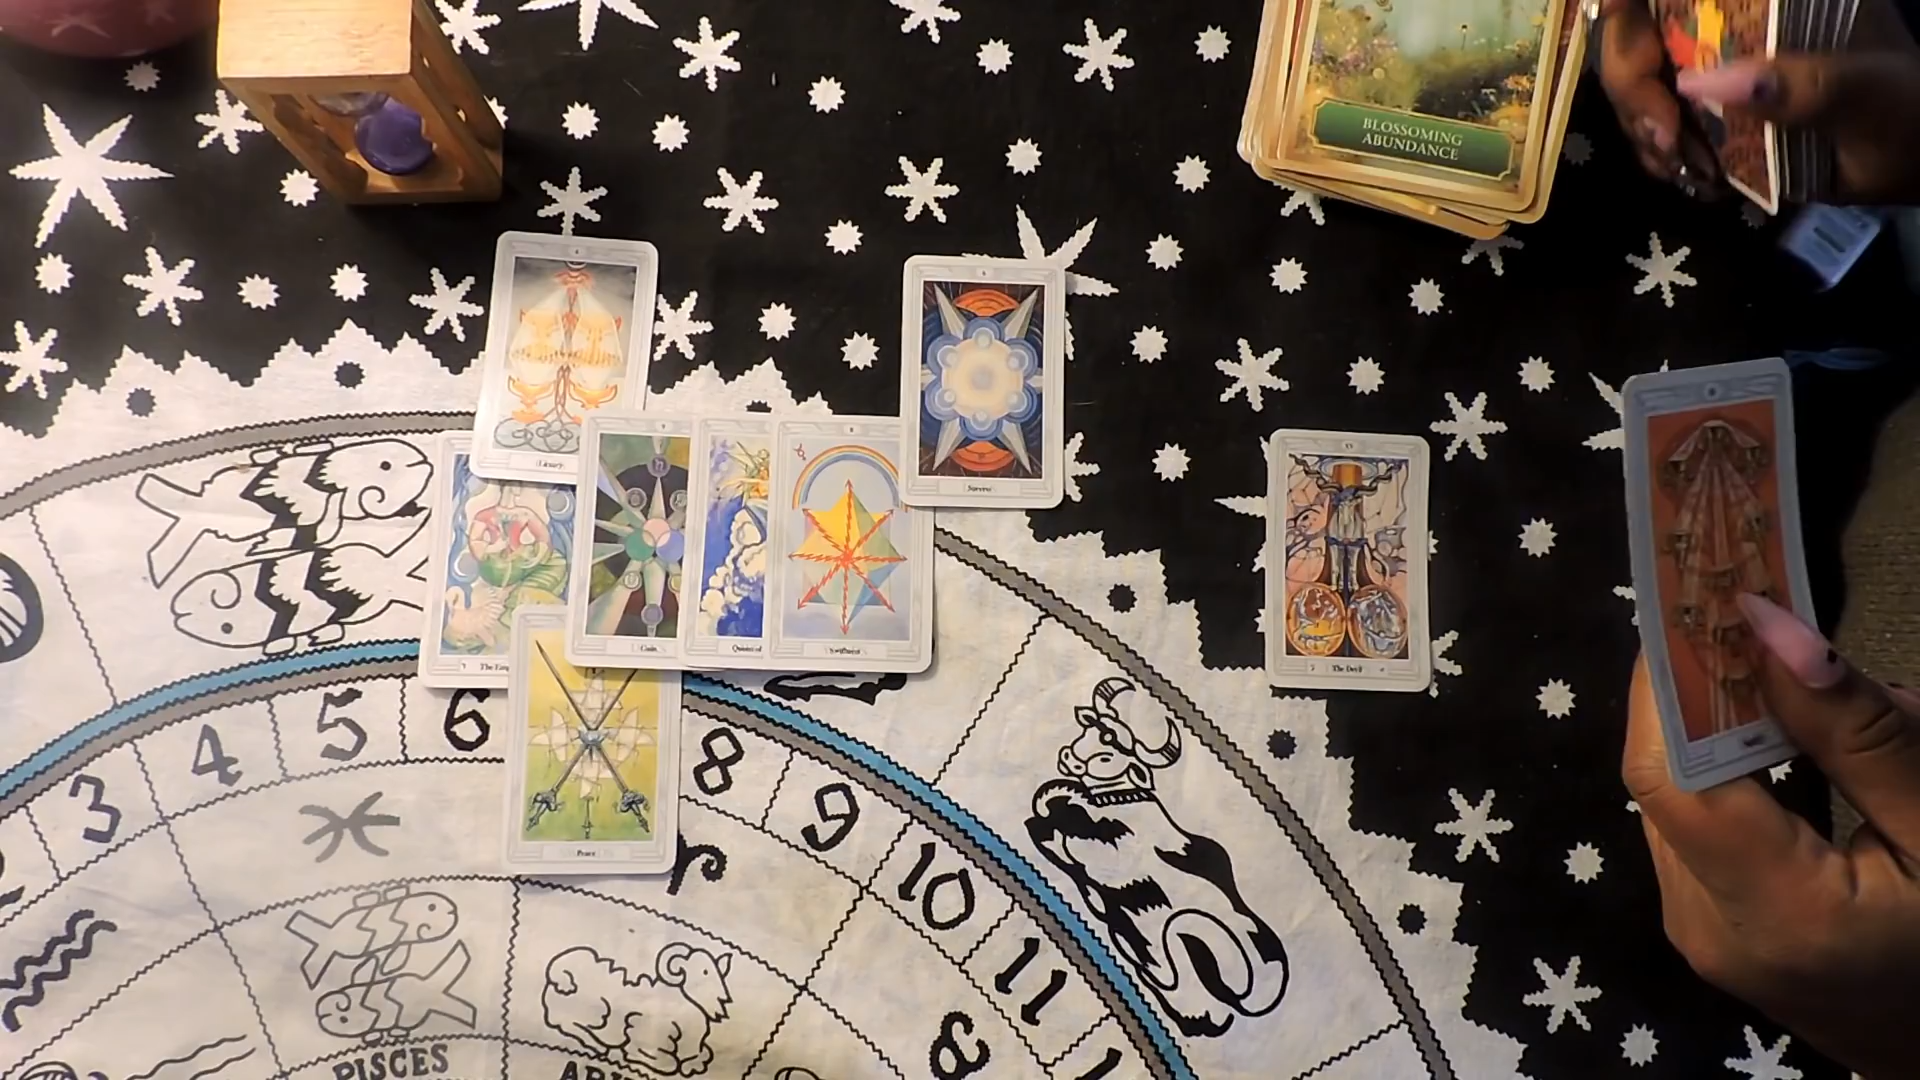 BLOSSOMING
ABUNDANCE
Luxury
Success
XV
The Emp
Gain
Queen of
Swiftness
The Devil
Peace
3
4
5
6
8
9
10
11
PISCES